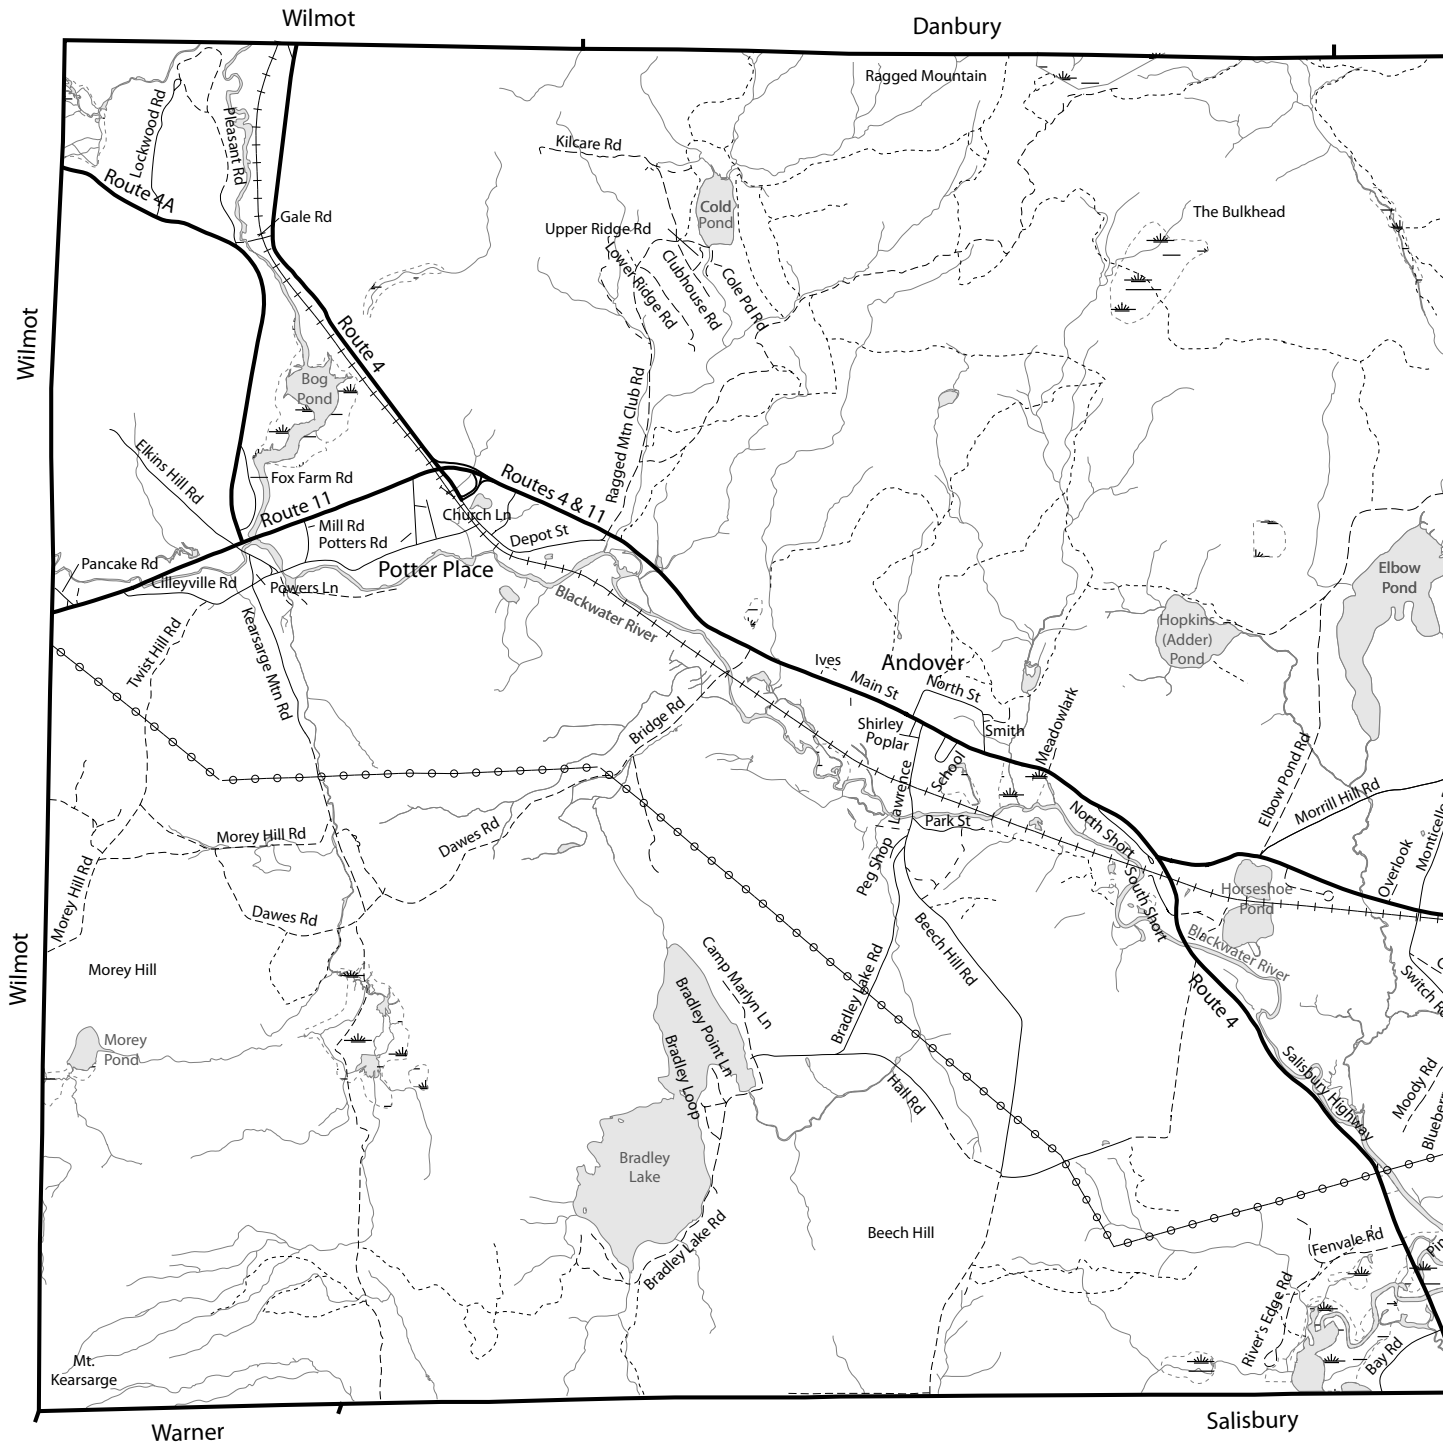 Wilmot
Danbury
Ragged Mountain
Lockwood Rd
Pleasant Rd
Kilcare Rd
Route 4A
Gale Rd
Cold
Pond
The Bulkhead
Upper Ridge Rd
Lower Ridge Rd
Clubhouse Rd
Cole Pd Rd
Wilmot
Route 4
Bog
Pond
Ragged Mtn Club Rd
Elkins Hill Rd
Fox Farm Rd
Route 11
Routes 4 & 11
Church Ln
Mill Rd
Potters Rd
Depot St
Pancake Rd
Cilleyville Rd
Powers Ln
Potter Place
Blackwater River
Elbow
Pond
Hopkins
(Adder)
Pond
Twist Hill Rd
Kearsarge Mtn Rd
Ives
Andover
Main St
North St
Bridge Rd
Shirley
Poplar
Smith
Meadowlark
School
Lawrence
Elbow Pond Rd
Morrill Hill Rd
Morey Hill Rd
Dawes Rd
Park St
North Short
Peg Shop
South Short
Overlook
Horseshoe
Pond
Morey Hill Rd
Dawes Rd
Beech Hill Rd
Blackwater River
Wilmot
Morey Hill
Camp Marlyn Ln
Bradley Lake Rd
Bradley Point Ln
Bradley Loop
Route 4
Morey
Pond
Hall Rd
Salisbury Highway
Moody Rd
Bradley
Lake
Beech Hill
Bradley Lake Rd
Fenvale Rd
River's Edge Rd
Bay Rd
Mt.
Kearsarge
Warner
Salisbury